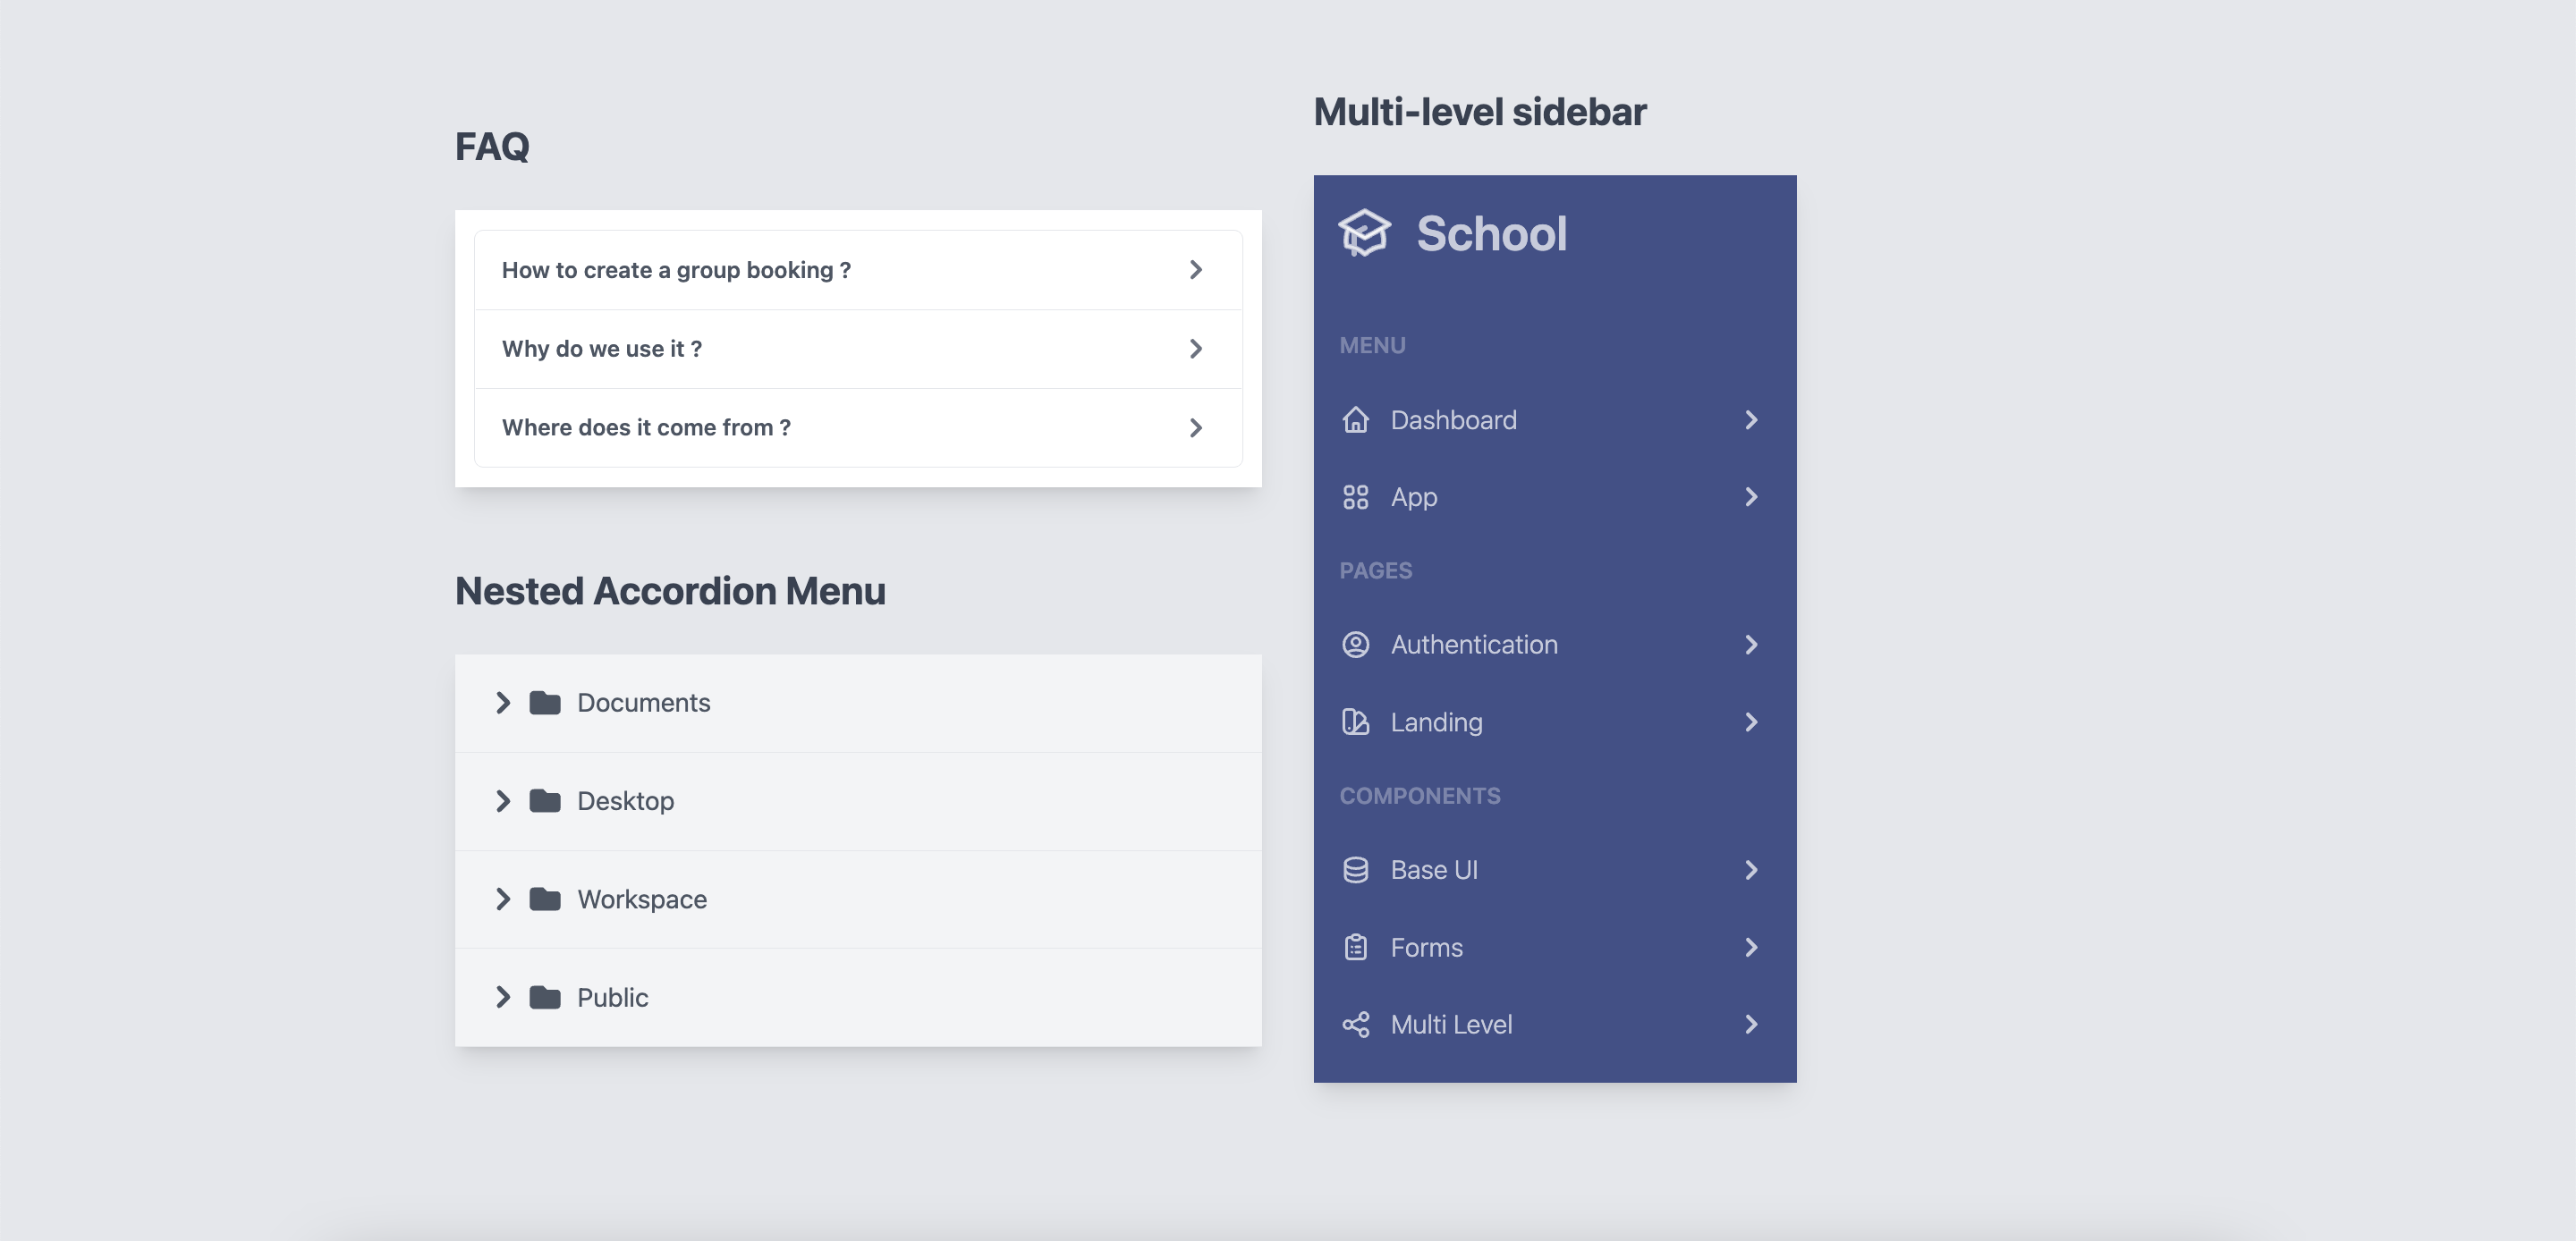 FAQ
How to create a group booking ?
Why do we use it ?
Where does it come from ?
Nested Accordion Menu
Documents
Desktop
Workspace
Public
Multi-level sidebar
School
MENU
Dashboard
App
PAGES
Authentication
Landing
COMPONENTS
Base UI
Forms
Multi Level